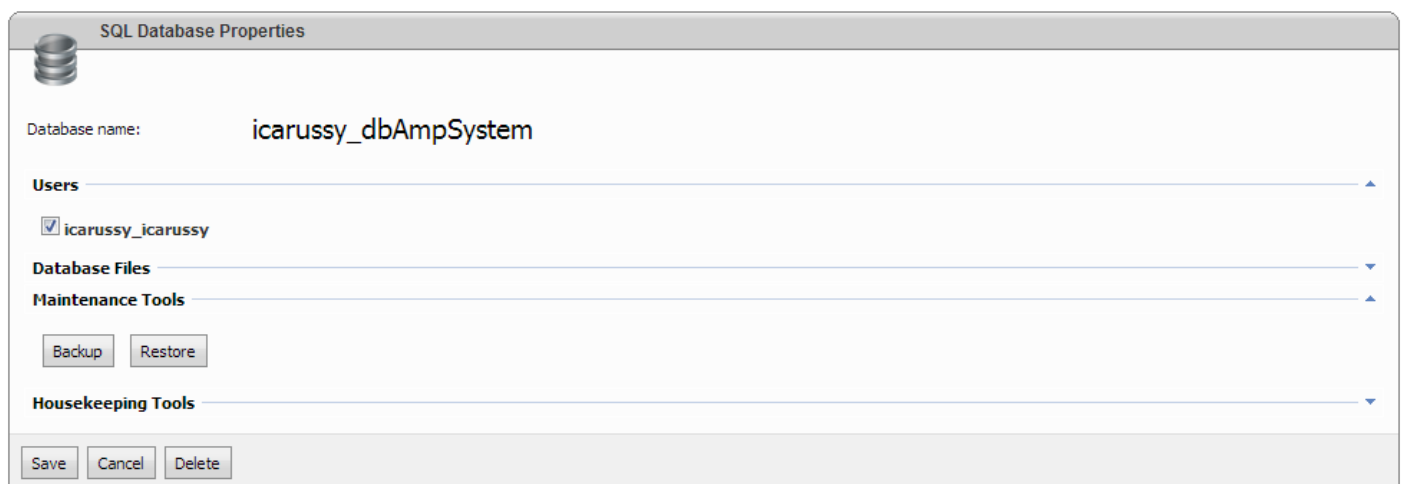 SQL Database Properties
Database name: icarussy_dbAmpSystem
Users
icarussy_icarussy
Database Files
Maintenance Tools
Backup Restore
Housekeeping Tools
Save Cancel Delete